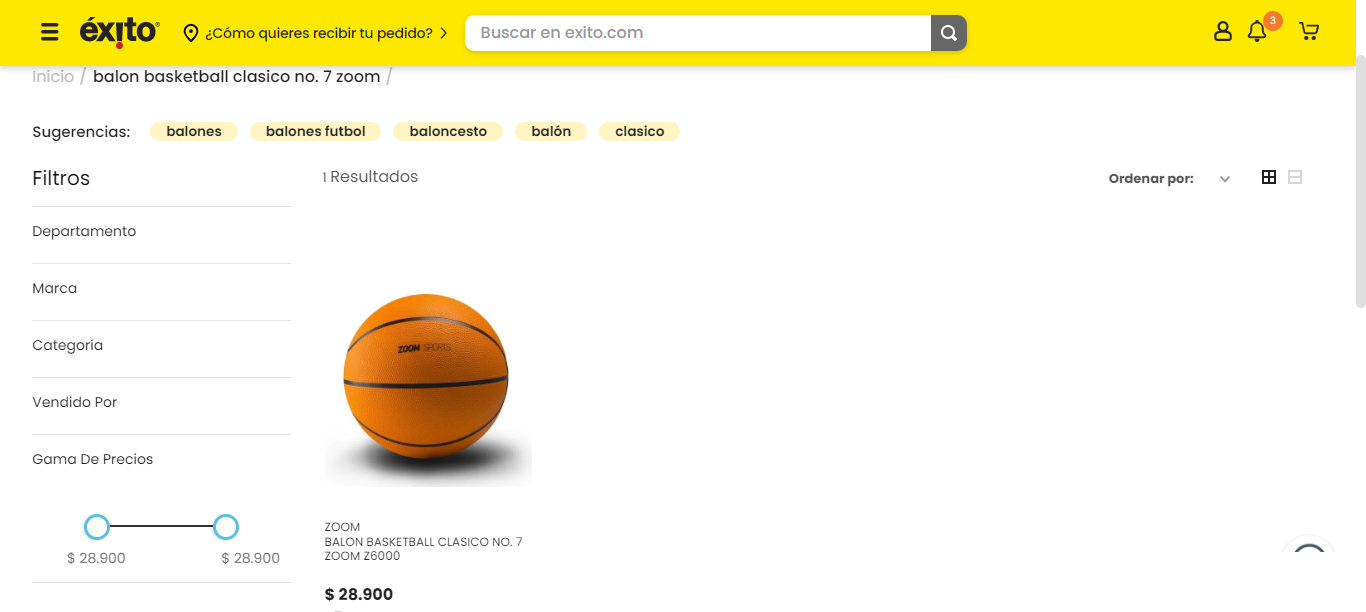 éxito
¿Cómo quieres recibir tu pedido?
Buscar en exito.com
3
Inicio / balon basketball clasico no. 7 zoom /
Sugerencias: balones balones futbol baloncesto balón clasico
Filtros
1 Resultados
Ordenar por:
Departamento
Marca
Categoría
Vendido Por
Gama De Precios
$ 28.900 $ 28.900
ZOOM SPORTS
ZOOM
BALON BASKETBALL CLASICO NO. 7
ZOOM Z6000
$ 28.900